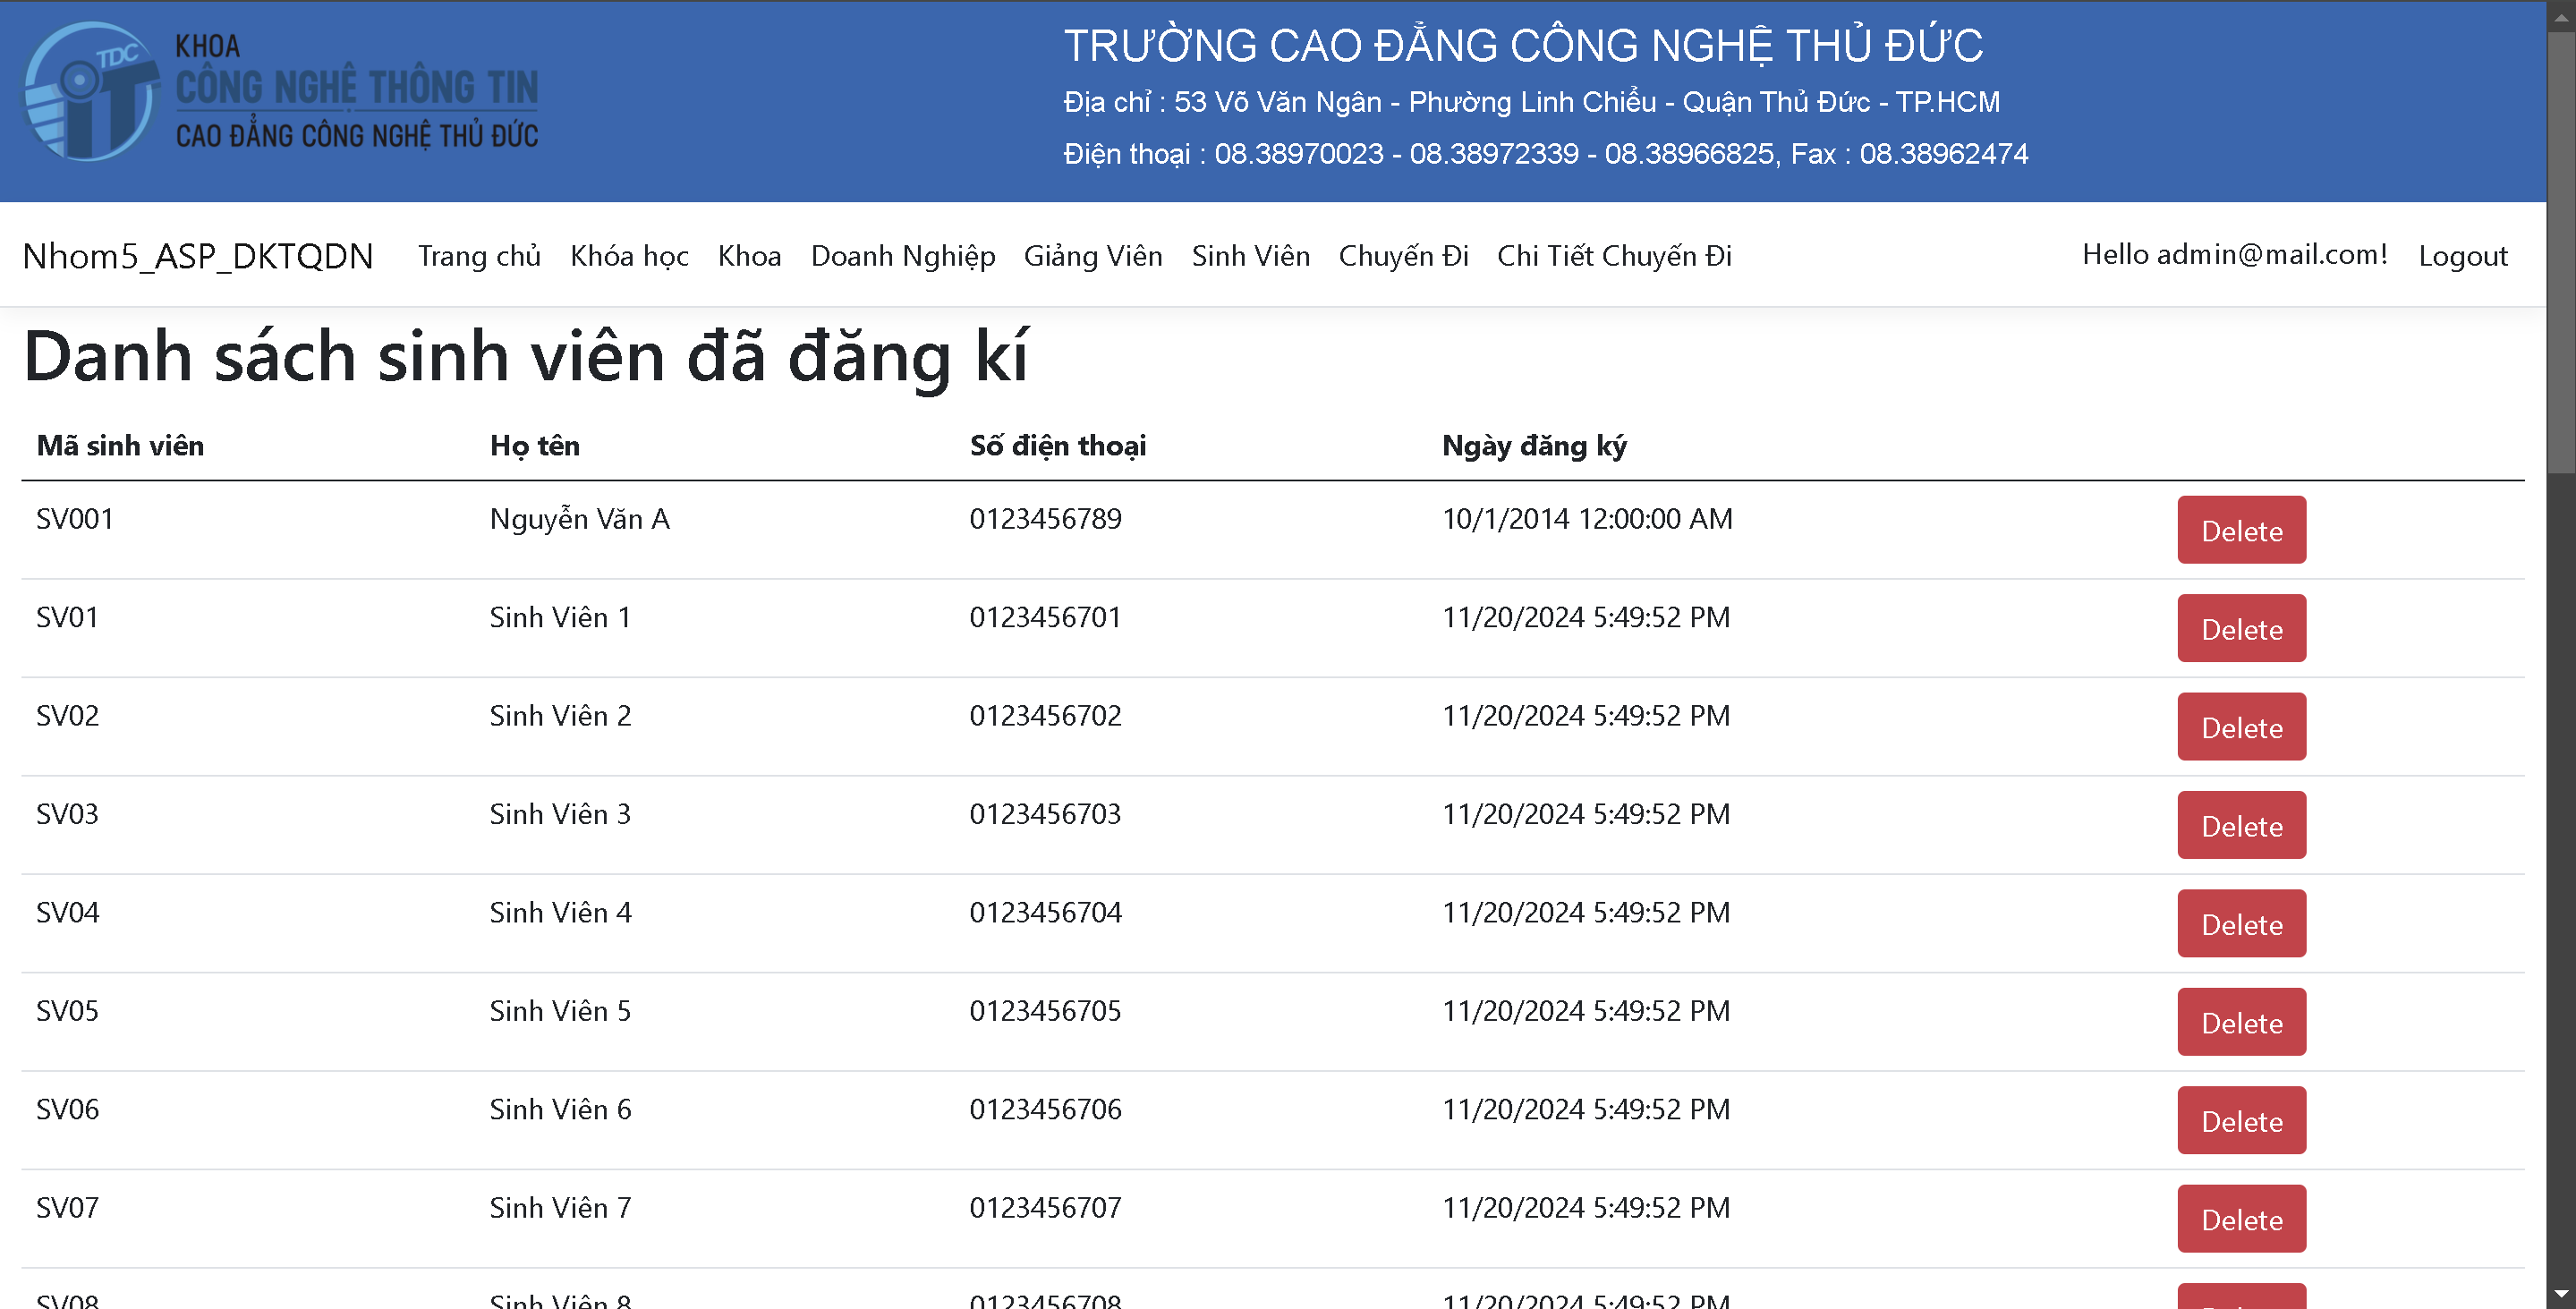 TDC
iT
KHOA
CÔNG NGHỆ THÔNG TIN
CAO ĐẲNG CÔNG NGHỆ THỦ ĐỨC
TRƯỜNG CAO ĐẲNG CÔNG NGHỆ THỦ ĐỨC
Địa chỉ : 53 Võ Văn Ngân - Phường Linh Chiểu - Quận Thủ Đức - TP.HCM
Điện thoại : 08.38970023 - 08.38972339 - 08.38966825, Fax : 08.38962474
Nhom5_ASP_DKTQDN Trang chủ Khóa học Khoa Doanh Nghiệp Giảng Viên Sinh Viên Chuyến Đi Chi Tiết Chuyến Đi Hello admin@mail.com! Logout
Danh sách sinh viên đã đăng kí
Mã sinh viên Họ tên Số điện thoại Ngày đăng ký
SV001 Nguyễn Văn A 0123456789 10/1/2014 12:00:00 AM Delete
SV01 Sinh Viên 1 0123456701 11/20/2024 5:49:52 PM Delete
SV02 Sinh Viên 2 0123456702 11/20/2024 5:49:52 PM Delete
SV03 Sinh Viên 3 0123456703 11/20/2024 5:49:52 PM Delete
SV04 Sinh Viên 4 0123456704 11/20/2024 5:49:52 PM Delete
SV05 Sinh Viên 5 0123456705 11/20/2024 5:49:52 PM Delete
SV06 Sinh Viên 6 0123456706 11/20/2024 5:49:52 PM Delete
SV07 Sinh Viên 7 0123456707 11/20/2024 5:49:52 PM Delete
SV08 Sinh Viên 8 0123456708 11/20/2024 5:49:52 PM